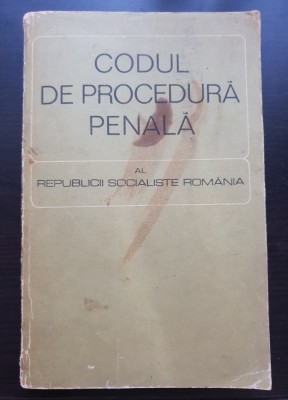 CODUL
DE PROCEDURĂ
PENALĂ
AL
REPUBLICII SOCIALISTE ROMÂNIA